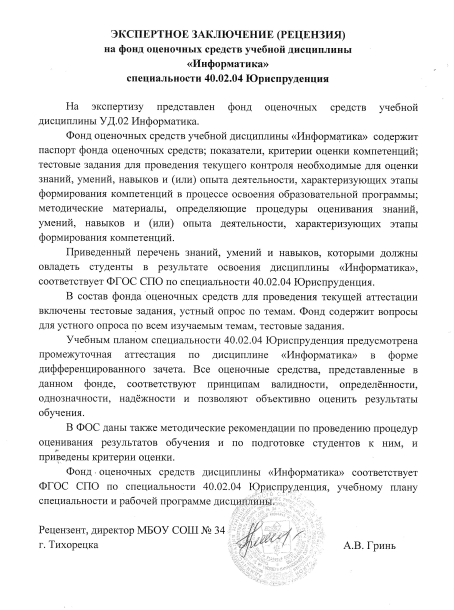 ЭКСПЕРТНОЕ ЗАКЛЮЧЕНИЕ (РЕЦЕНЗИЯ)
на фонд оценочных средств учебной дисциплины
«Информатика»
специальности 40.02.04 Юриспруденция
На экспертизу представлен фонд оценочных средств учебной
дисциплины УД.02 Информатика.
Фонд оценочных средств учебной дисциплины «Информатика» содержит
паспорт фонда оценочных средств; показатели, критерии оценки компетенций;
тестовые задания для проведения текущего контроля необходимые для оценки
знаний, умений, навыков и (или) опыта деятельности, характеризующих этапы
формирования компетенций в процессе освоения образовательной программы;
методические материалы, определяющие процедуры оценивания знаний,
умений, навыков и (или) опыта деятельности, характеризующих этапы
формирования компетенций.
Приведенный перечень знаний, умений и навыков, которыми должны
овладеть студенты в результате освоения дисциплины «Информатика»,
соответствует ФГОС СПО по специальности 40.02.04 Юриспруденция.
В состав фонда оценочных средств для проведения текущей аттестации
включены тестовые задания, устный опрос по темам. Фонд содержит вопросы
для устного опроса по всем изучаемым темам, тестовые задания.
Учебным планом специальности 40.02.04 Юриспруденция предусмотрена
промежуточная аттестация по дисциплине «Информатика» в форме
дифференцированного зачета. Все оценочные средства, представленные в
данном фонде, соответствуют принципам валидности, определённости,
однозначности, надёжности и позволяют объективно оценить результаты
обучения.
В ФОС даны также методические рекомендации по проведению процедур
оценивания результатов обучения и по подготовке студентов к ним, и
приведены критерии оценки.
Фонд оценочных средств дисциплины «Информатика» соответствует
ФГОС СПО по специальности 40.02.04 Юриспруденция, учебному плану
специальности и рабочей программе дисциплины.
Рецензент, директор МБОУ СОШ № 34
г. Тихорецка А.В. Гринь